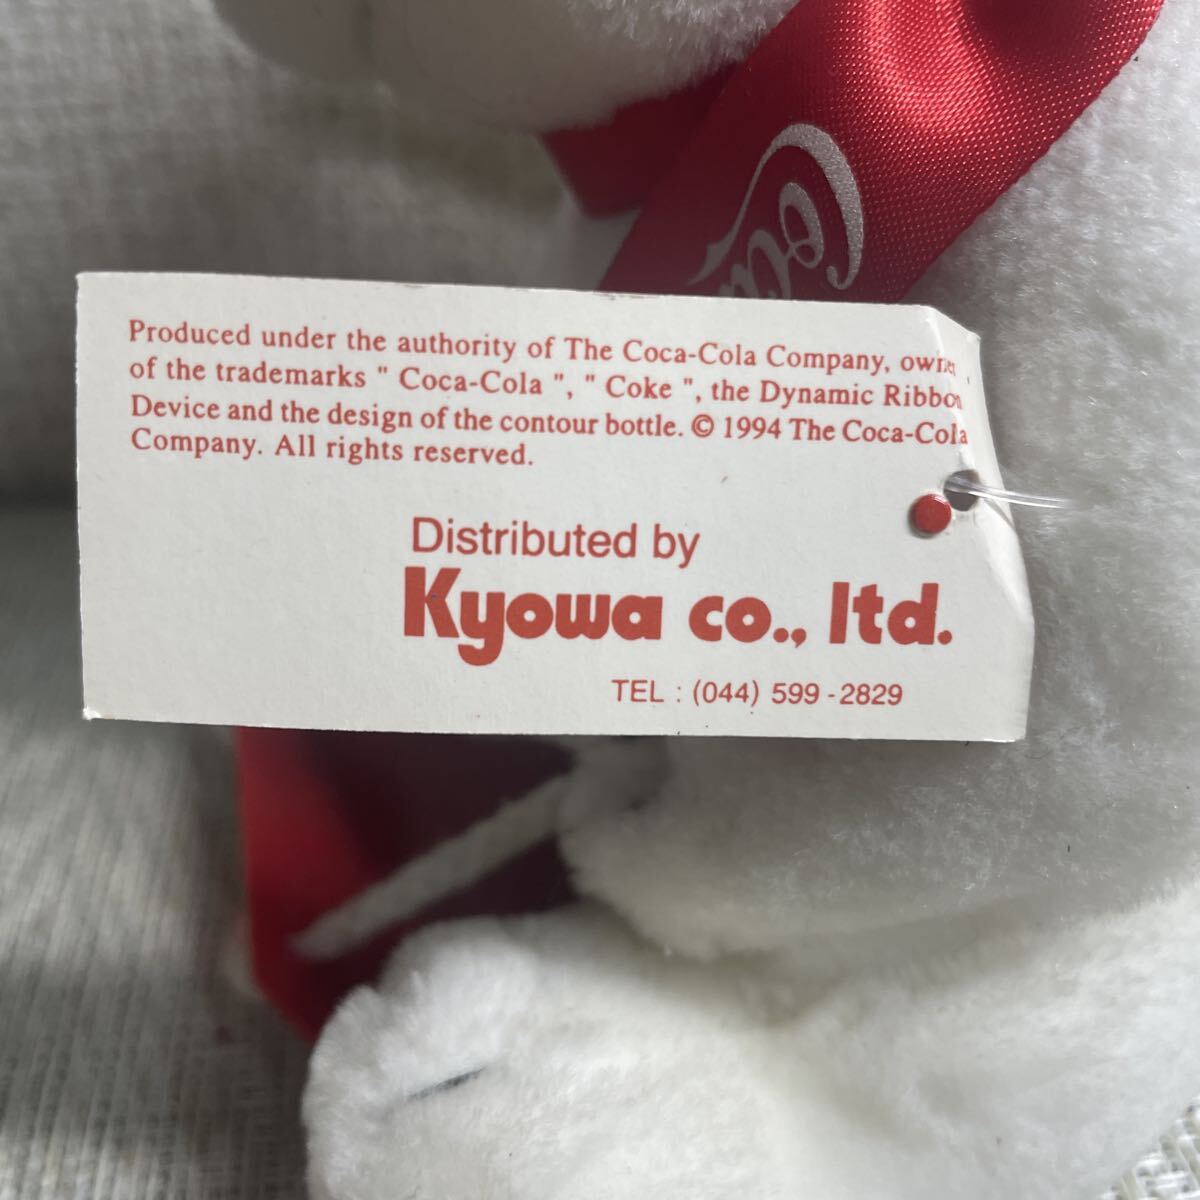 Produced under the authority of The Coca-Cola Company, owner
of the trademarks " Coca-Cola ", " Coke ", the Dynamic Ribbon
Device and the design of the contour bottle. © 1994 The Coca-Cola
Company. All rights reserved.
Distributed by
Kyowa co., ltd.
TEL : (044) 599-2829